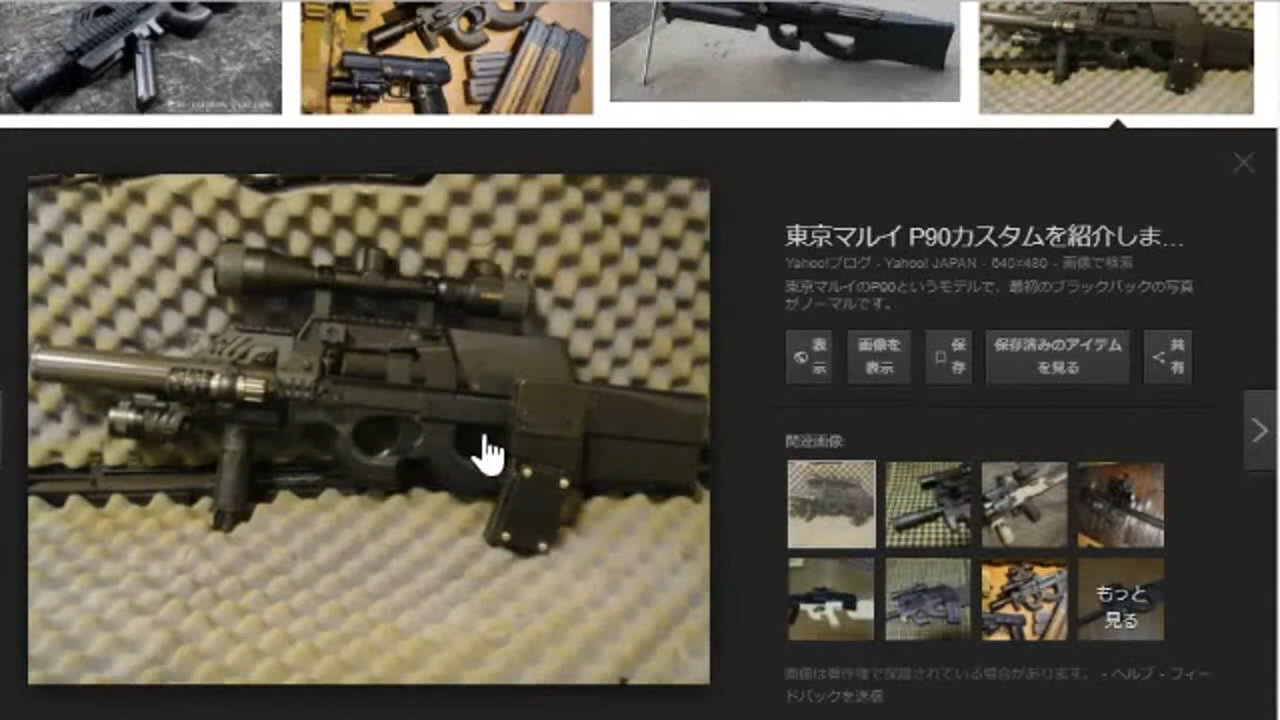 東京マルイ P90カスタムを紹介しま...
Yahoo!ブログ - Yahoo! JAPAN - 640×480 - 画像で検索
東京マルイのP90というモデルで、最初のブラックバックの写真
がノーマルです。
表示
画像を表示
保存
保存済みのアイテムを見る
共有
関連画像:
もっと
見る
画像は著作権で保護されている場合があります。 - ヘルプ - フィー
ドバックを送信